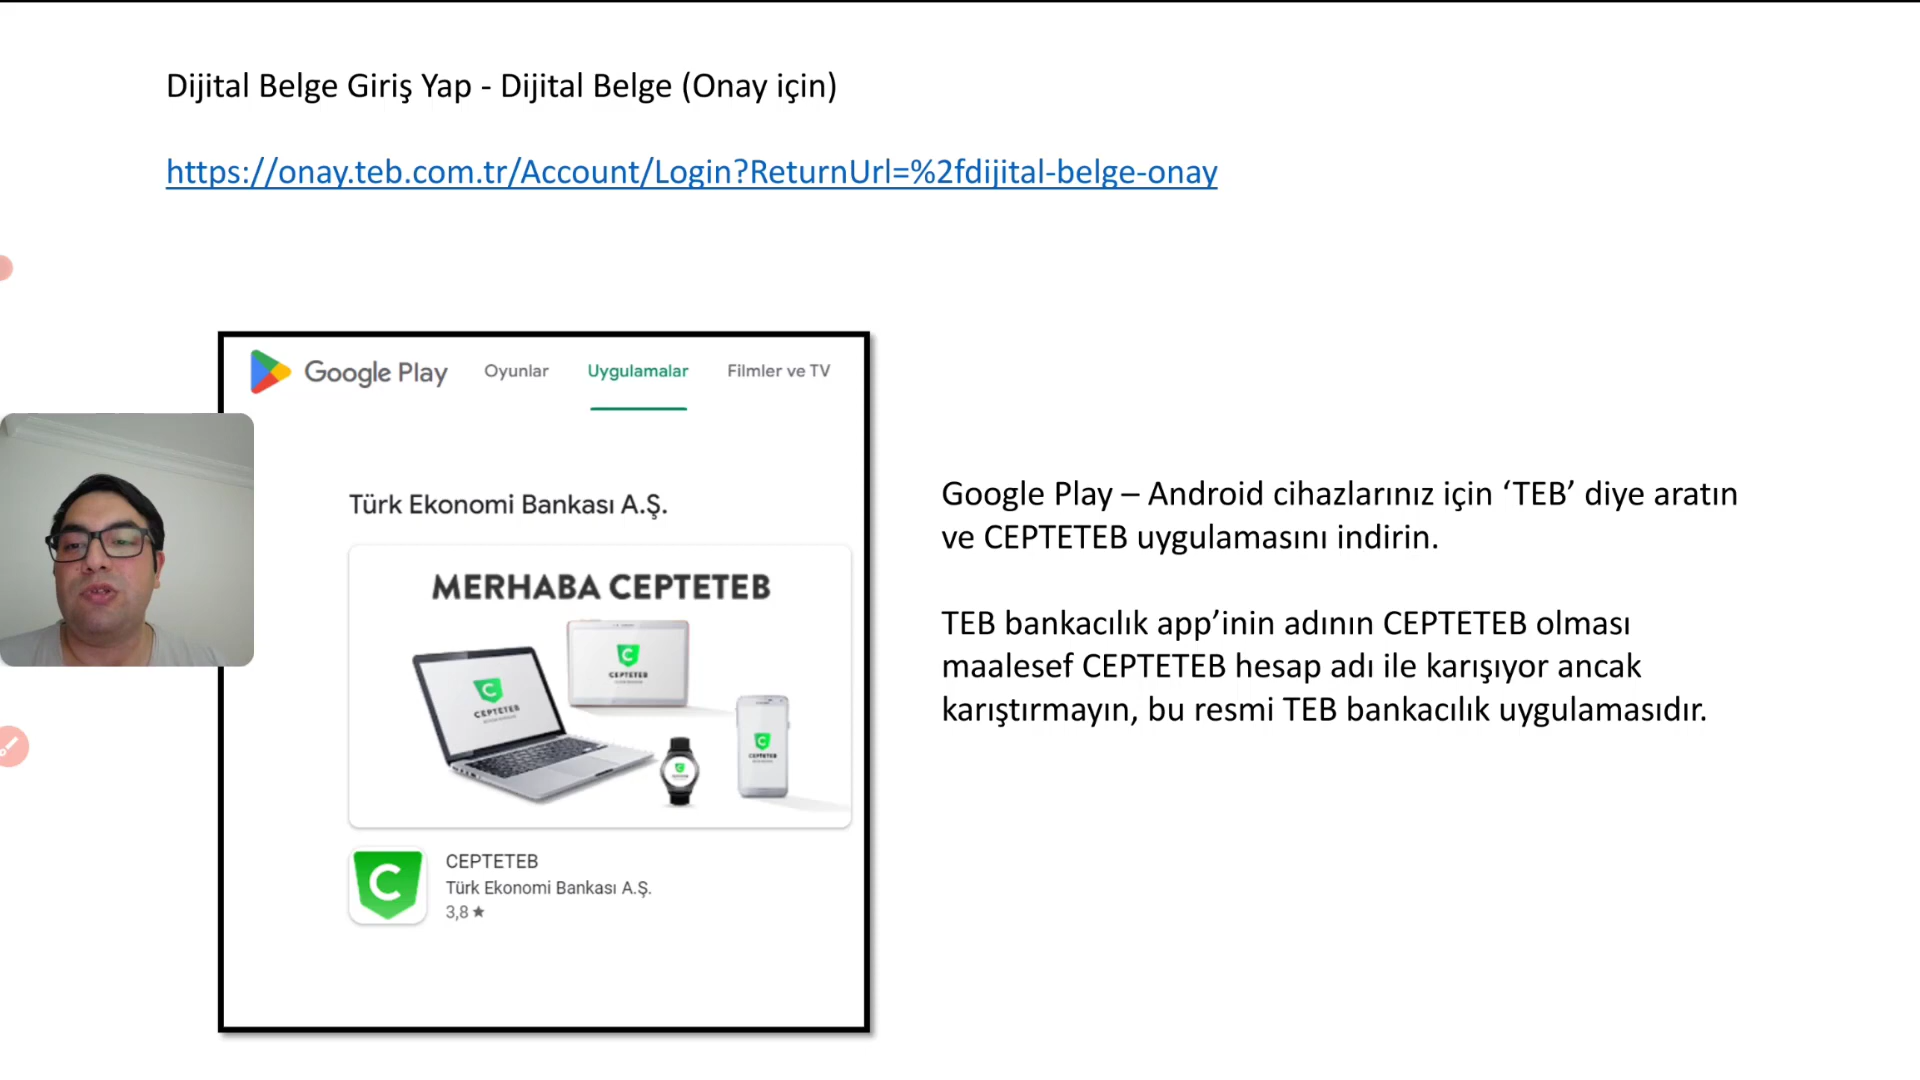 Dijital Belge Giriş Yap - Dijital Belge (Onay için)
https://onay.teb.com.tr/Account/Login?ReturnUrl=%2fdijital-belge-onay
Google Play Oyunlar Uygulamalar Filmler ve TV
Türk Ekonomi Bankası A.Ş.
MERHABA CEPTETEB
CEPTETEB
CEPTETEB
CEPTETEB
CEPTETEB
Türk Ekonomi Bankası A.Ş.
3,8 ★
Google Play – Android cihazlarınız için ‘TEB’ diye aratın
ve CEPTETEB uygulamasını indirin.
TEB bankacılık app’inin adının CEPTETEB olması
maalesef CEPTETEB hesap adı ile karışıyor ancak
karıştırmayın, bu resmi TEB bankacılık uygulamasıdır.